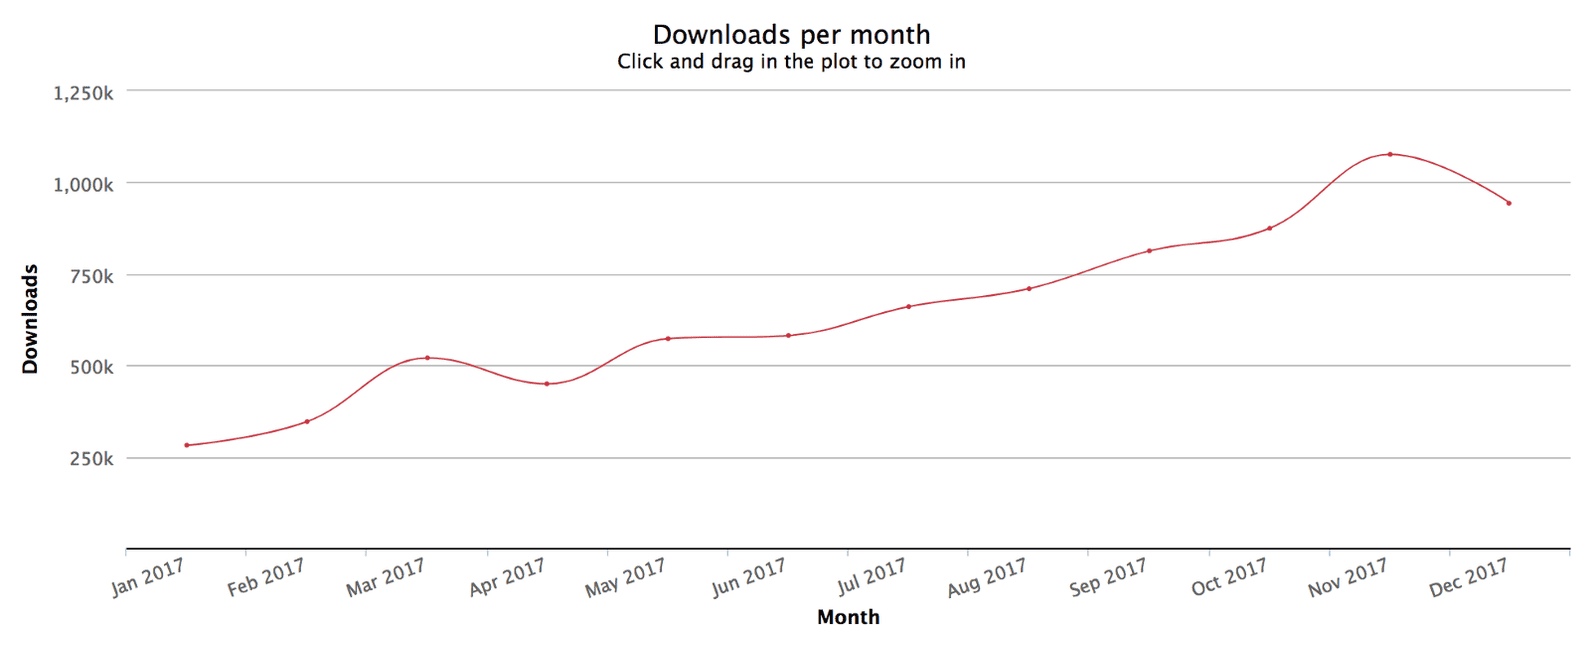 Downloads per month
Click and drag in the plot to zoom in
1,250k
1,000k
750k
500k
250k
Downloads
Jan 2017
Feb 2017
Mar 2017
Apr 2017
May 2017
Jun 2017
Jul 2017
Aug 2017
Sep 2017
Oct 2017
Nov 2017
Dec 2017
Month